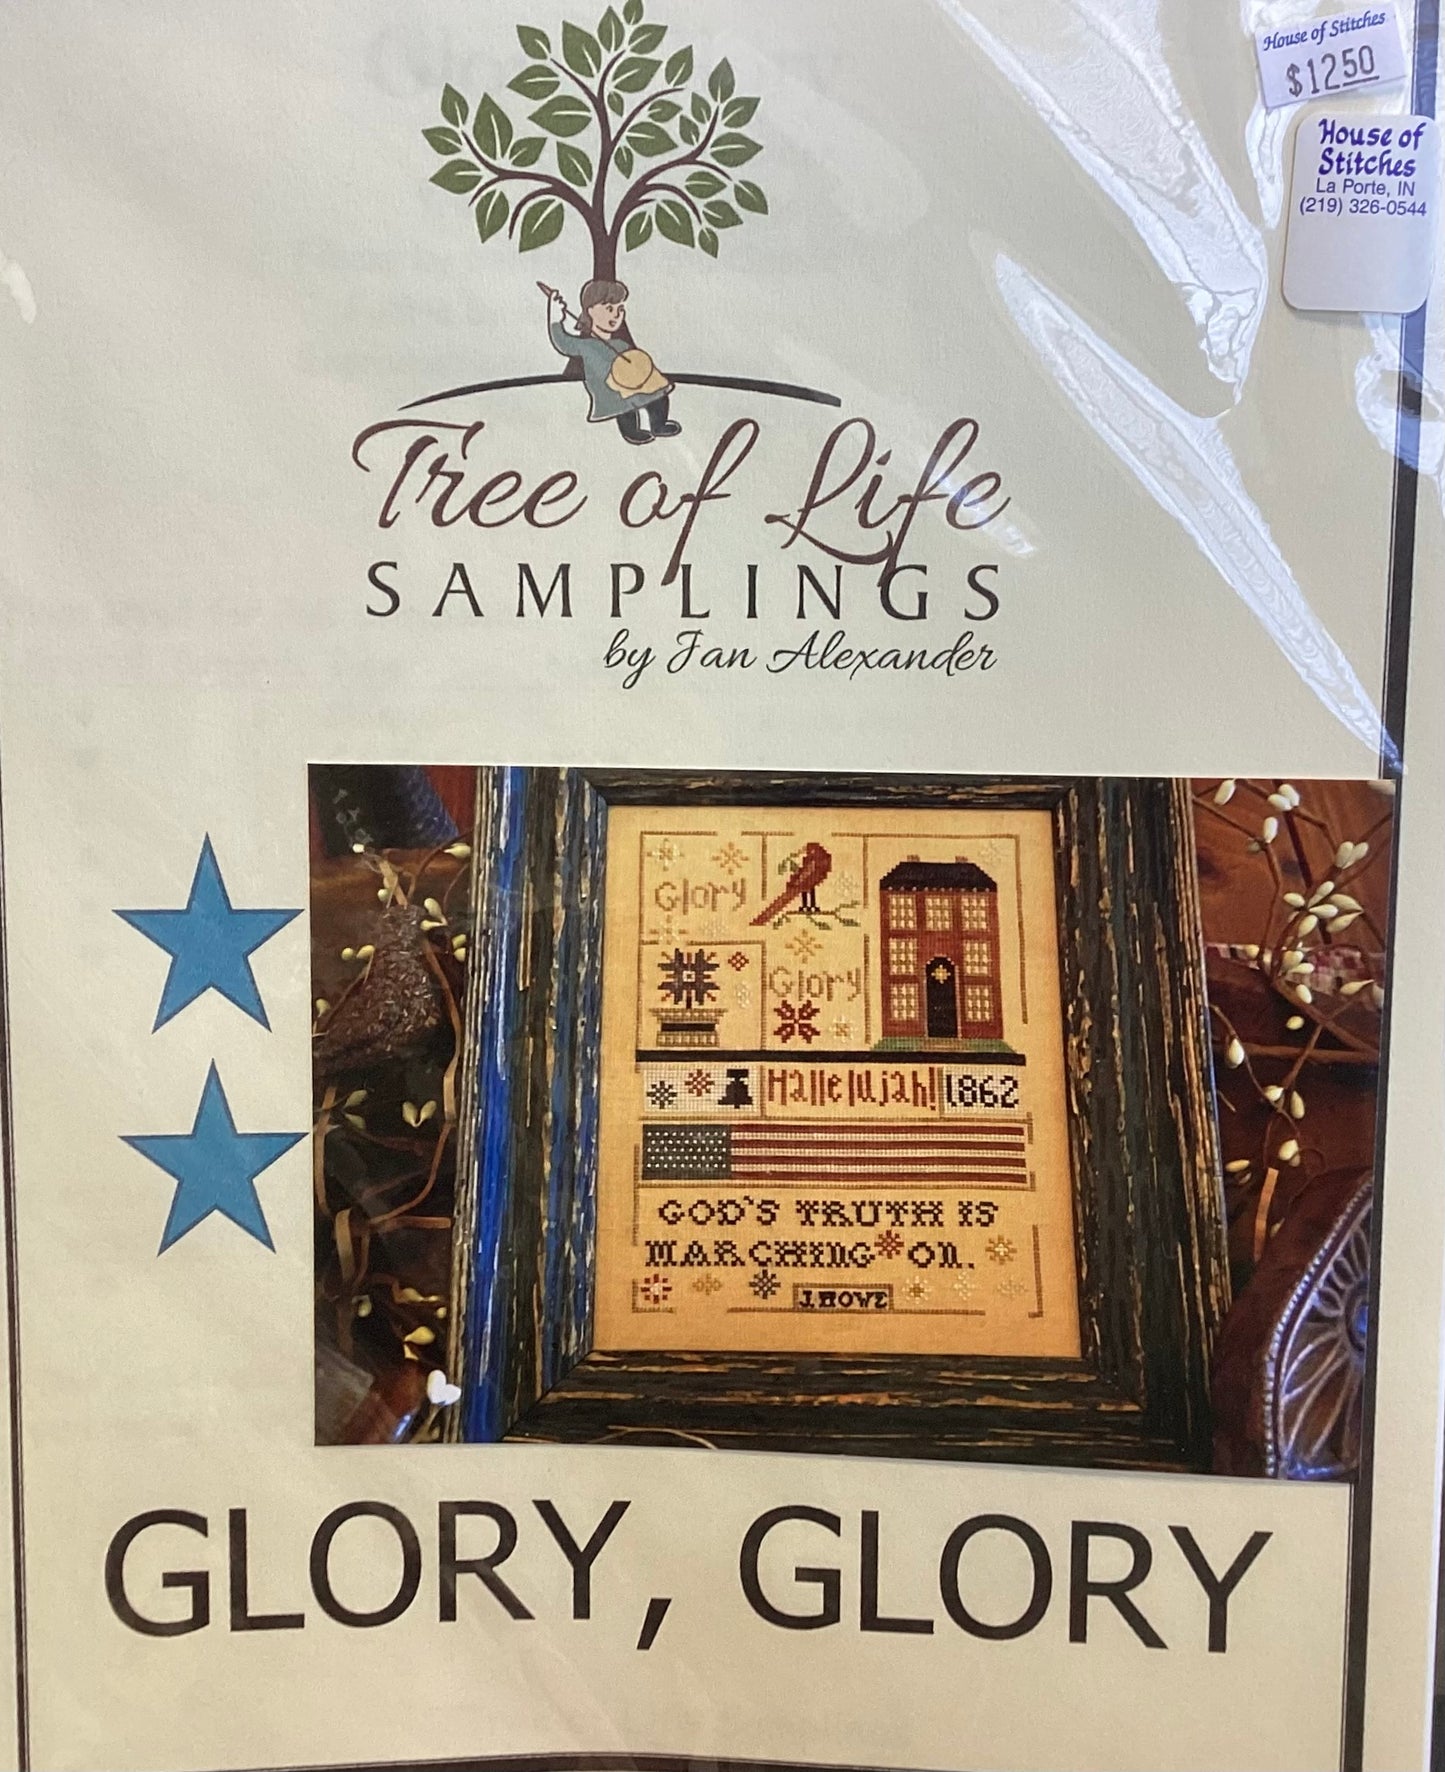 House of Stitches
$12.50
House of
Stitches
La Porte, IN
(219) 326-0544
Tree of Life
SAMPLINGS
by Jan Alexander
Glory
Glory
Hallelujah! 1862
GOD'S TRUTH IS
MARCHING ON.
J. HOWE
GLORY, GLORY